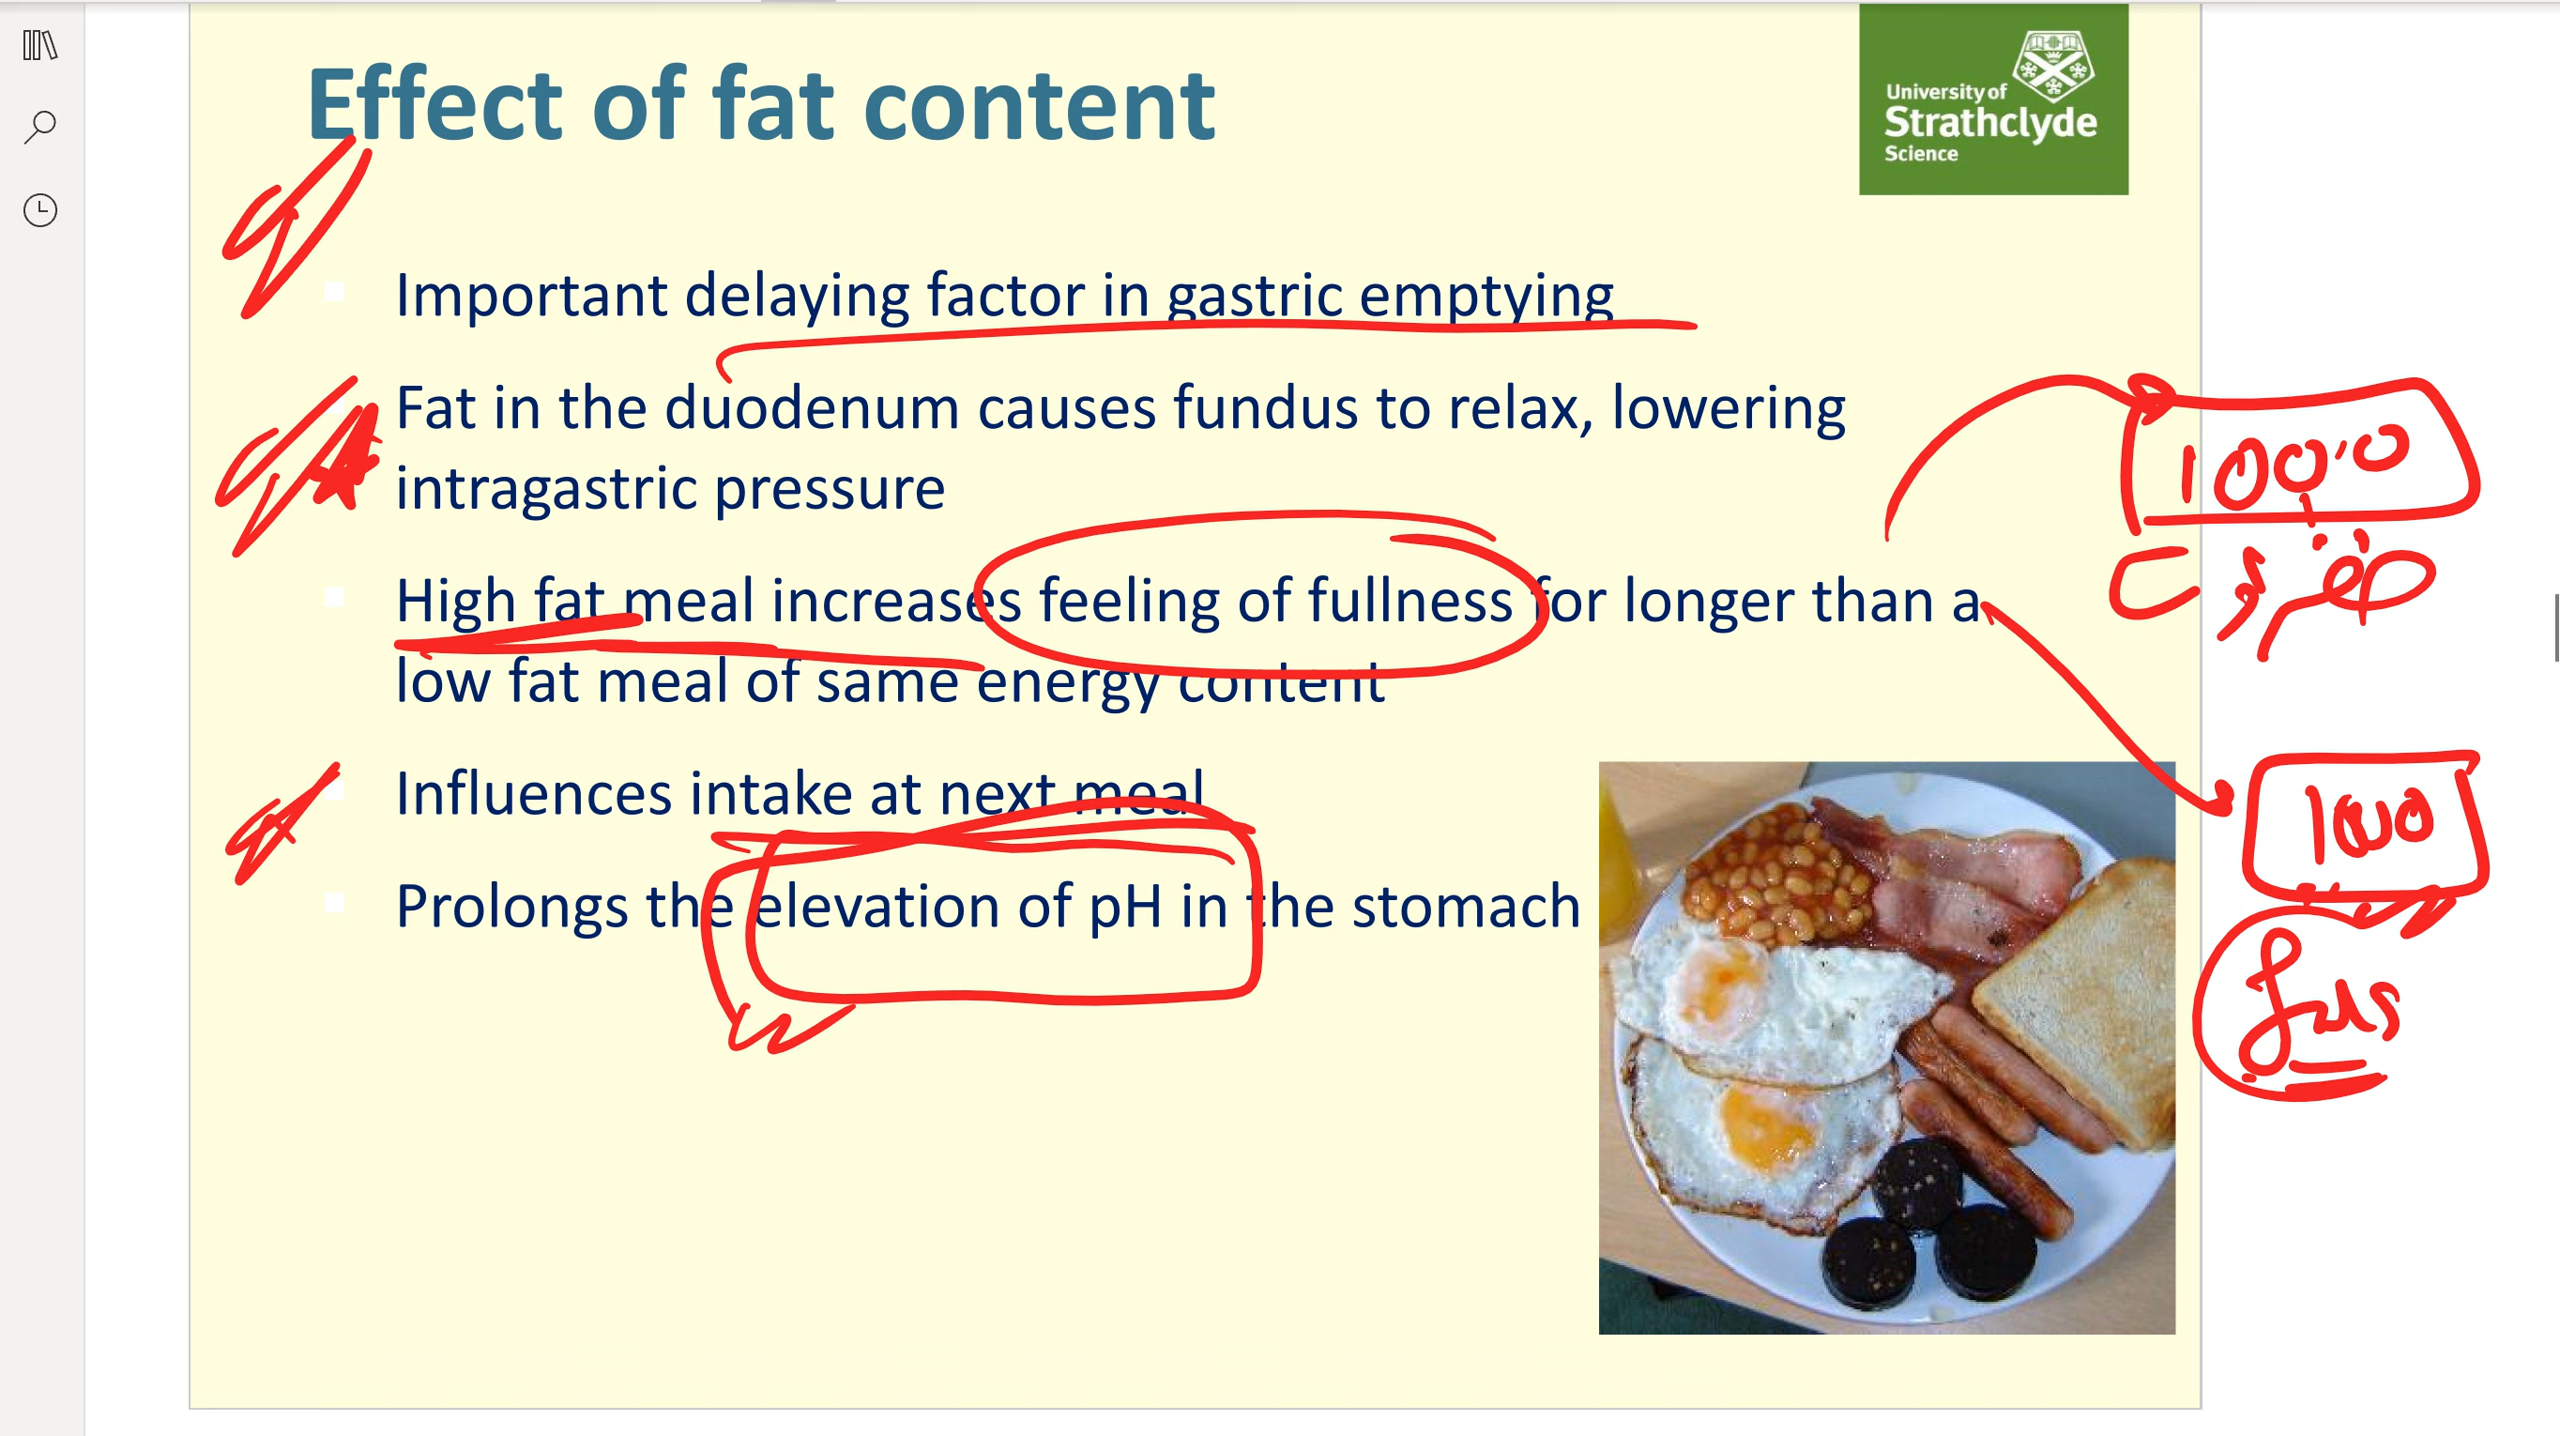 Effect of fat content
University of
Strathclyde
Science
Important delaying factor in gastric emptying
Fat in the duodenum causes fundus to relax, lowering
intragastric pressure
High fat meal increases feeling of fullness for longer than a
low fat meal of same energy content
Influences intake at next meal
Prolongs the elevation of pH in the stomach
1000
1000